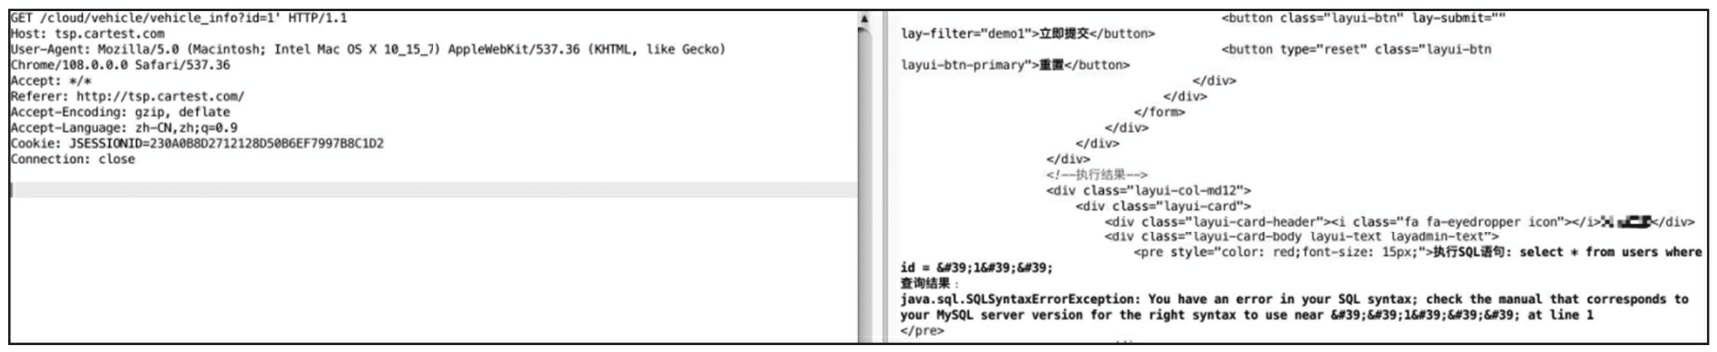 GET /cloud/vehicle/vehicle_info?id=1' HTTP/1.1
Host: tsp.cartest.com
User-Agent: Mozilla/5.0 (Macintosh; Intel Mac OS X 10_15_7) AppleWebKit/537.36 (KHTML, like Gecko)
Chrome/108.0.0.0 Safari/537.36
Accept: */*
Referer: http://tsp.cartest.com/
Accept-Encoding: gzip, deflate
Accept-Language: zh-CN,zh;q=0.9
Cookie: JSESSIONID=230A0B8D2712128D50B6EF7997B8C1D2
Connection: close
<button class="layui-btn" lay-submit=""
lay-filter="demo1">立即提交</button>
<button type="reset" class="layui-btn
layui-btn-primary">重置</button>
</div>
</div>
</form>
</div>
</div>
</div>
<!--执行结果-->
<div class="layui-col-md12">
<div class="layui-card">
<div class="layui-card-header"><i class="fa fa-eyedropper icon"></i></div>
<div class="layui-card-body layui-text layadmin-text">
<pre style="color: red;font-size: 15px;">执行SQL语句: select * from users where
id = &#39;1&#39;&#39;
查询结果：
java.sql.SQLSyntaxErrorException: You have an error in your SQL syntax; check the manual that corresponds to
your MySQL server version for the right syntax to use near &#39;&#39;1&#39;&#39;&#39; at line 1
</pre>